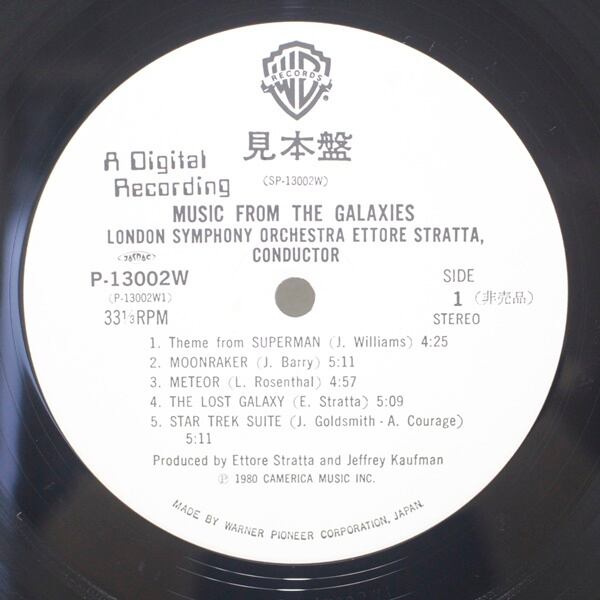 WB
RECORDS
®
見本盤
A Digital
Recording
(SP-13002W)
MUSIC FROM THE GALAXIES
LONDON SYMPHONY ORCHESTRA ETTORE STRATTA,
CONDUCTOR
JASRAC
P-13002W
(P-13002W1)
33⅓RPM
SIDE
1 (非売品)
STEREO
1. Theme from SUPERMAN (J. Williams) 4:25
2. MOONRAKER (J. Barry) 5:11
3. METEOR (L. Rosenthal) 4:57
4. THE LOST GALAXY (E. Stratta) 5:09
5. STAR TREK SUITE (J. Goldsmith - A. Courage)
5:11
Produced by Ettore Stratta and Jeffrey Kaufman
℗ 1980 CAMERICA MUSIC INC.
MADE BY WARNER PIONEER CORPORATION, JAPAN.